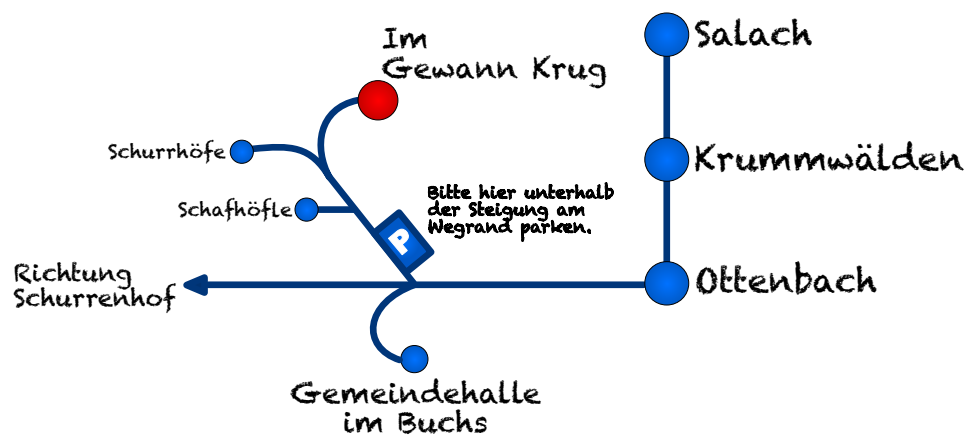 Im
Gewann Krug
Salach
Schurrhöfe
Krummwälden
Schafhöfle
Bitte hier unterhalb
der Steigung am
Wegrand parken.
P
Richtung
Schurrenhof
Ottenbach
Gemeindehalle
im Buchs